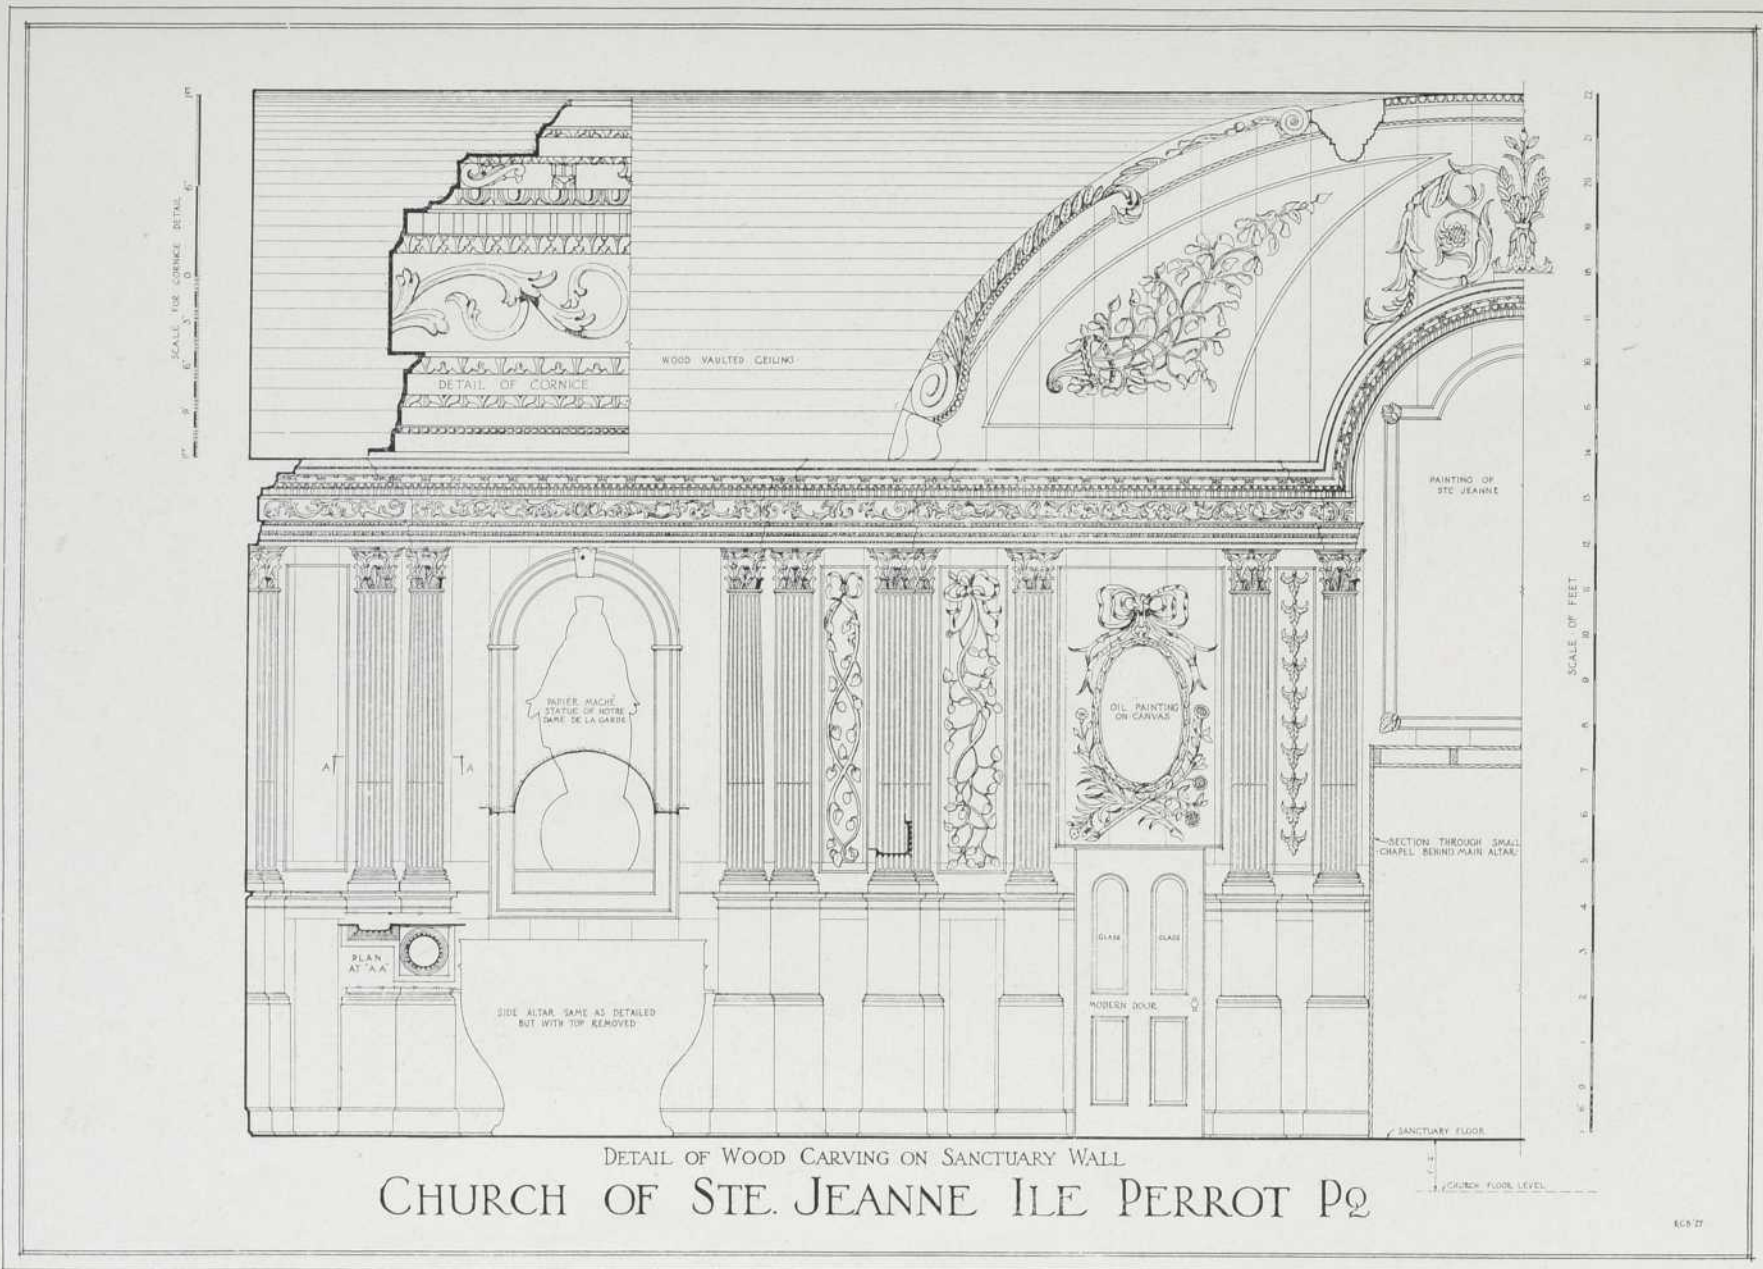 SCALE FOR CORNICE DETAIL
DETAIL OF CORNICE
WOOD VAULTED CEILING
PAINTING OF
STE JEANNE
PAPIER MACHÉ
STATUE OF NOTRE
DAME DE LA GARDE
A
A
OIL PAINTING
ON CANVAS
SECTION THROUGH SMALL
CHAPEL BEHIND MAIN ALTAR
PLAN
AT "A A"
GLASS
GLASS
MODERN DOOR
SIDE ALTAR SAME AS DETAILED
BUT WITH TOP REMOVED
SCALE OF FEET
SANCTUARY FLOOR
CHURCH FLOOR LEVEL
DETAIL OF WOOD CARVING ON SANCTUARY WALL
CHURCH OF STE. JEANNE ILE PERROT PQ